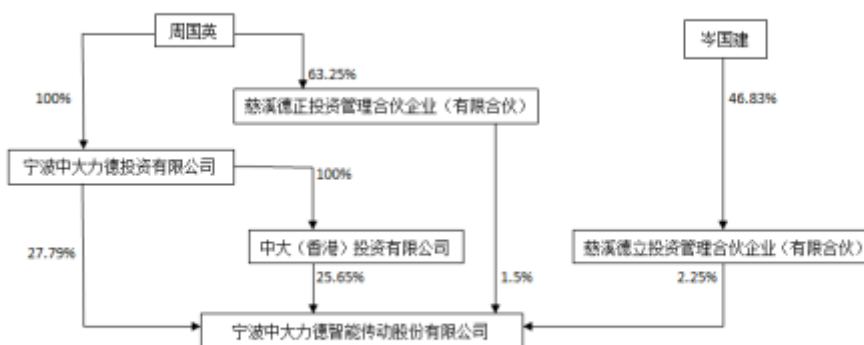 周国英
岑国建
63.25%
100%
慈溪德正投资管理合伙企业（有限合伙）
46.83%
宁波中大力德投资有限公司
100%
27.79%
中大（香港）投资有限公司
慈溪德立投资管理合伙企业（有限合伙）
25.65%
1.5%
2.25%
宁波中大力德智能传动股份有限公司